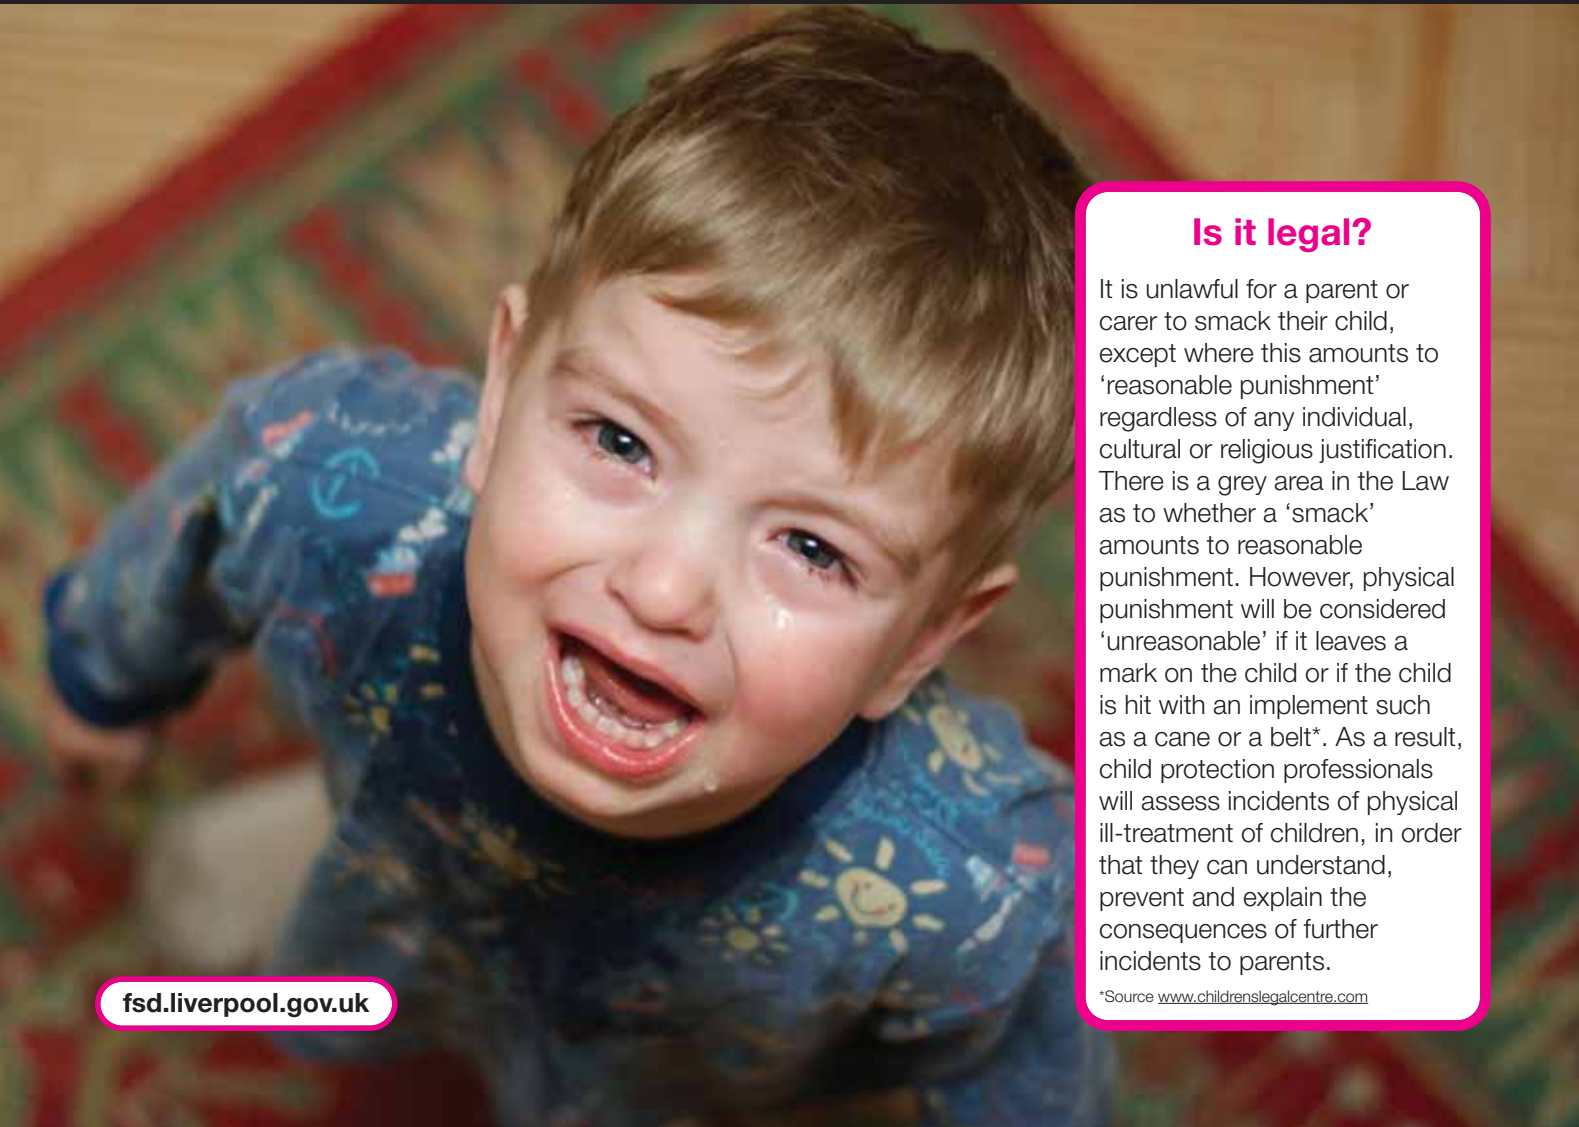 Is it legal?
It is unlawful for a parent or
carer to smack their child,
except where this amounts to
‘reasonable punishment’
regardless of any individual,
cultural or religious justification.
There is a grey area in the Law
as to whether a ‘smack’
amounts to reasonable
punishment. However, physical
punishment will be considered
‘unreasonable’ if it leaves a
mark on the child or if the child
is hit with an implement such
as a cane or a belt*. As a result,
child protection professionals
will assess incidents of physical
ill-treatment of children, in order
that they can understand,
prevent and explain the
consequences of further
incidents to parents.
*Source www.childrenslegalcentre.com
fsd.liverpool.gov.uk